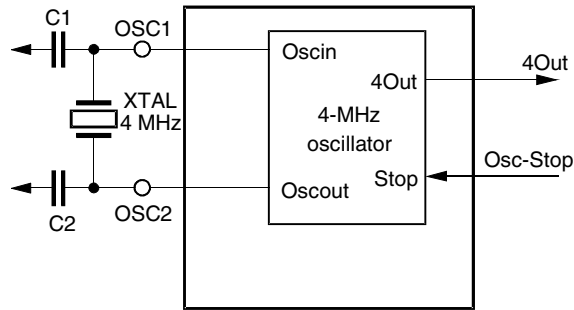 C1
OSC1
Oscin
4Out
4Out
XTAL
4 MHz
4-MHz
oscillator
Osc-Stop
Stop
Oscout
OSC2
C2